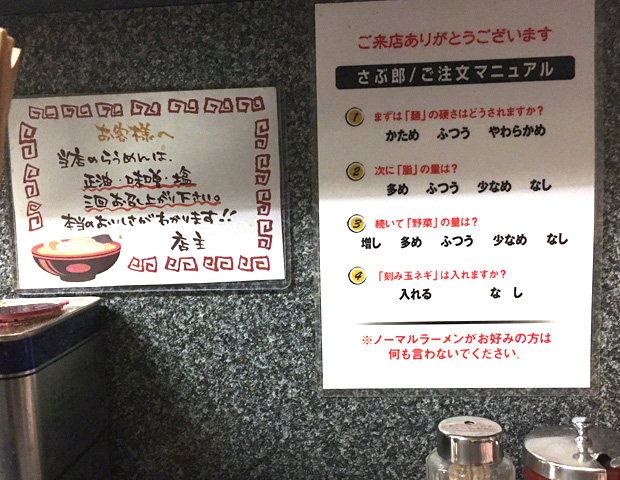 お客様へ
当店のらうめんは、
正油・味噌・塩
三回お召し上が下さい。
本当のおいしさがわかります!!
店主
ご来店ありがとうございます
さぶ郎/ご注文マニュアル
1 まずは「麺」の硬さはどうされますか?
かため ふつう やわらかめ
2 次に「脂」の量は?
多め ふつう 少なめ なし
3 続いて「野菜」の量は?
増し 多め ふつう 少なめ なし
4 「刻み玉ネギ」は入れますか?
入れる なし
※ノーマルラーメンがお好みの方は
何も言わないでください。